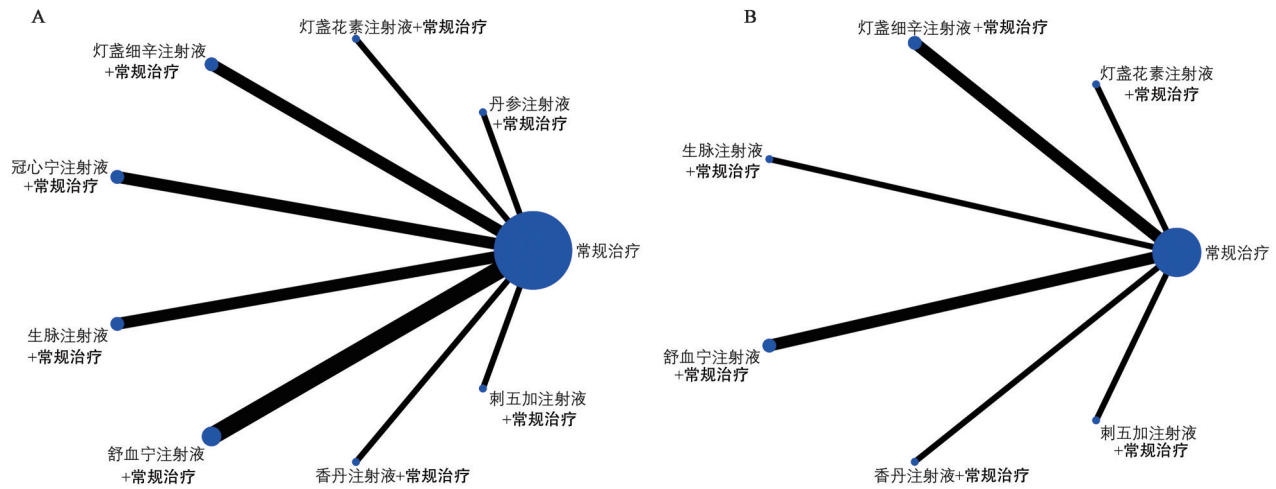 A
灯盏花素注射液+常规治疗
灯盏细辛注射液
+常规治疗
丹参注射液
+常规治疗
冠心宁注射液
+常规治疗
常规治疗
生脉注射液
+常规治疗
刺五加注射液
+常规治疗
舒血宁注射液
+常规治疗
香丹注射液+常规治疗
B
灯盏细辛注射液+常规治疗
灯盏花素注射液
+常规治疗
生脉注射液
+常规治疗
常规治疗
舒血宁注射液
+常规治疗
刺五加注射液
+常规治疗
香丹注射液+常规治疗